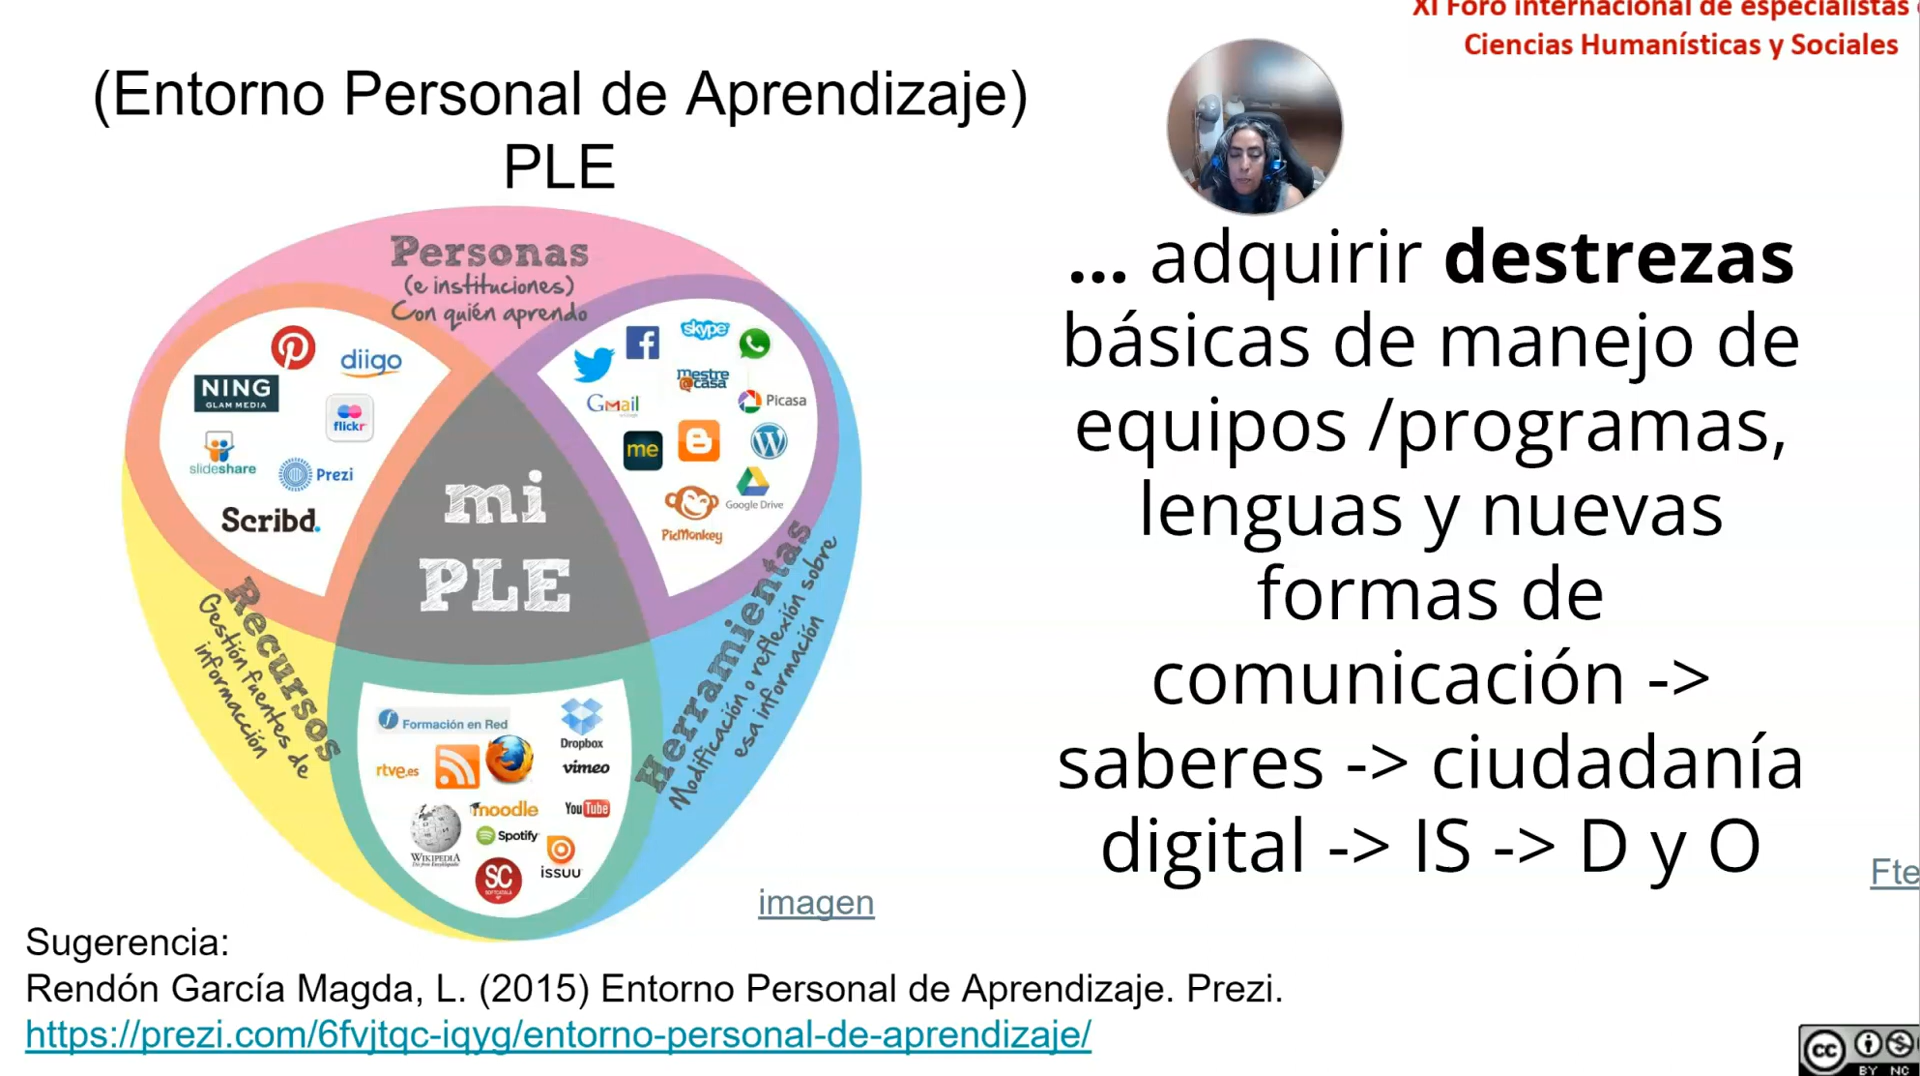 XI Foro internacional de especialistas
Ciencias Humanísticas y Sociales
(Entorno Personal de Aprendizaje)
PLE
Personas
(e instituciones)
Con quién aprendo
diigo
NING
GLAM MEDIA
flickr
slideshare
Prezi
Scribd.
skype
mestre
@casa
Gmail
Picasa
me
Google Drive
PicMonkey
mi
PLE
Recursos
Gestión fuentes de
informacción
Herramientas
Modificación o reflexión sobre
esa información
Formación en Red
Dropbox
rtve.es
vimeo
moodle
YouTube
Spotify
WIKIPEDIA
issuu
SC
imagen
... adquirir destrezas
básicas de manejo de
equipos /programas,
lenguas y nuevas
formas de
comunicación ->
saberes -> ciudadanía
digital -> IS -> D y O
Fte
Sugerencia:
Rendón García Magda, L. (2015) Entorno Personal de Aprendizaje. Prezi.
https://prezi.com/6fvjtqc-iqyg/entorno-personal-de-aprendizaje/
cc
BY NC